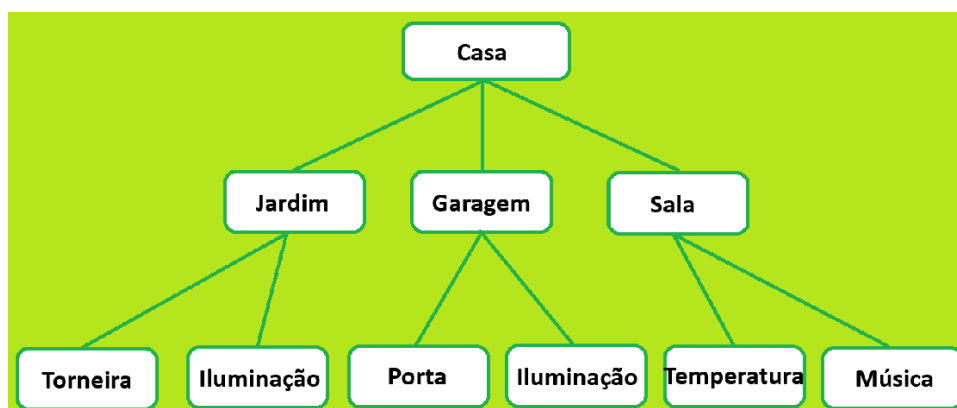 Casa
Jardim
Garagem
Sala
Torneira
Iluminação
Porta
Iluminação
Temperatura
Música